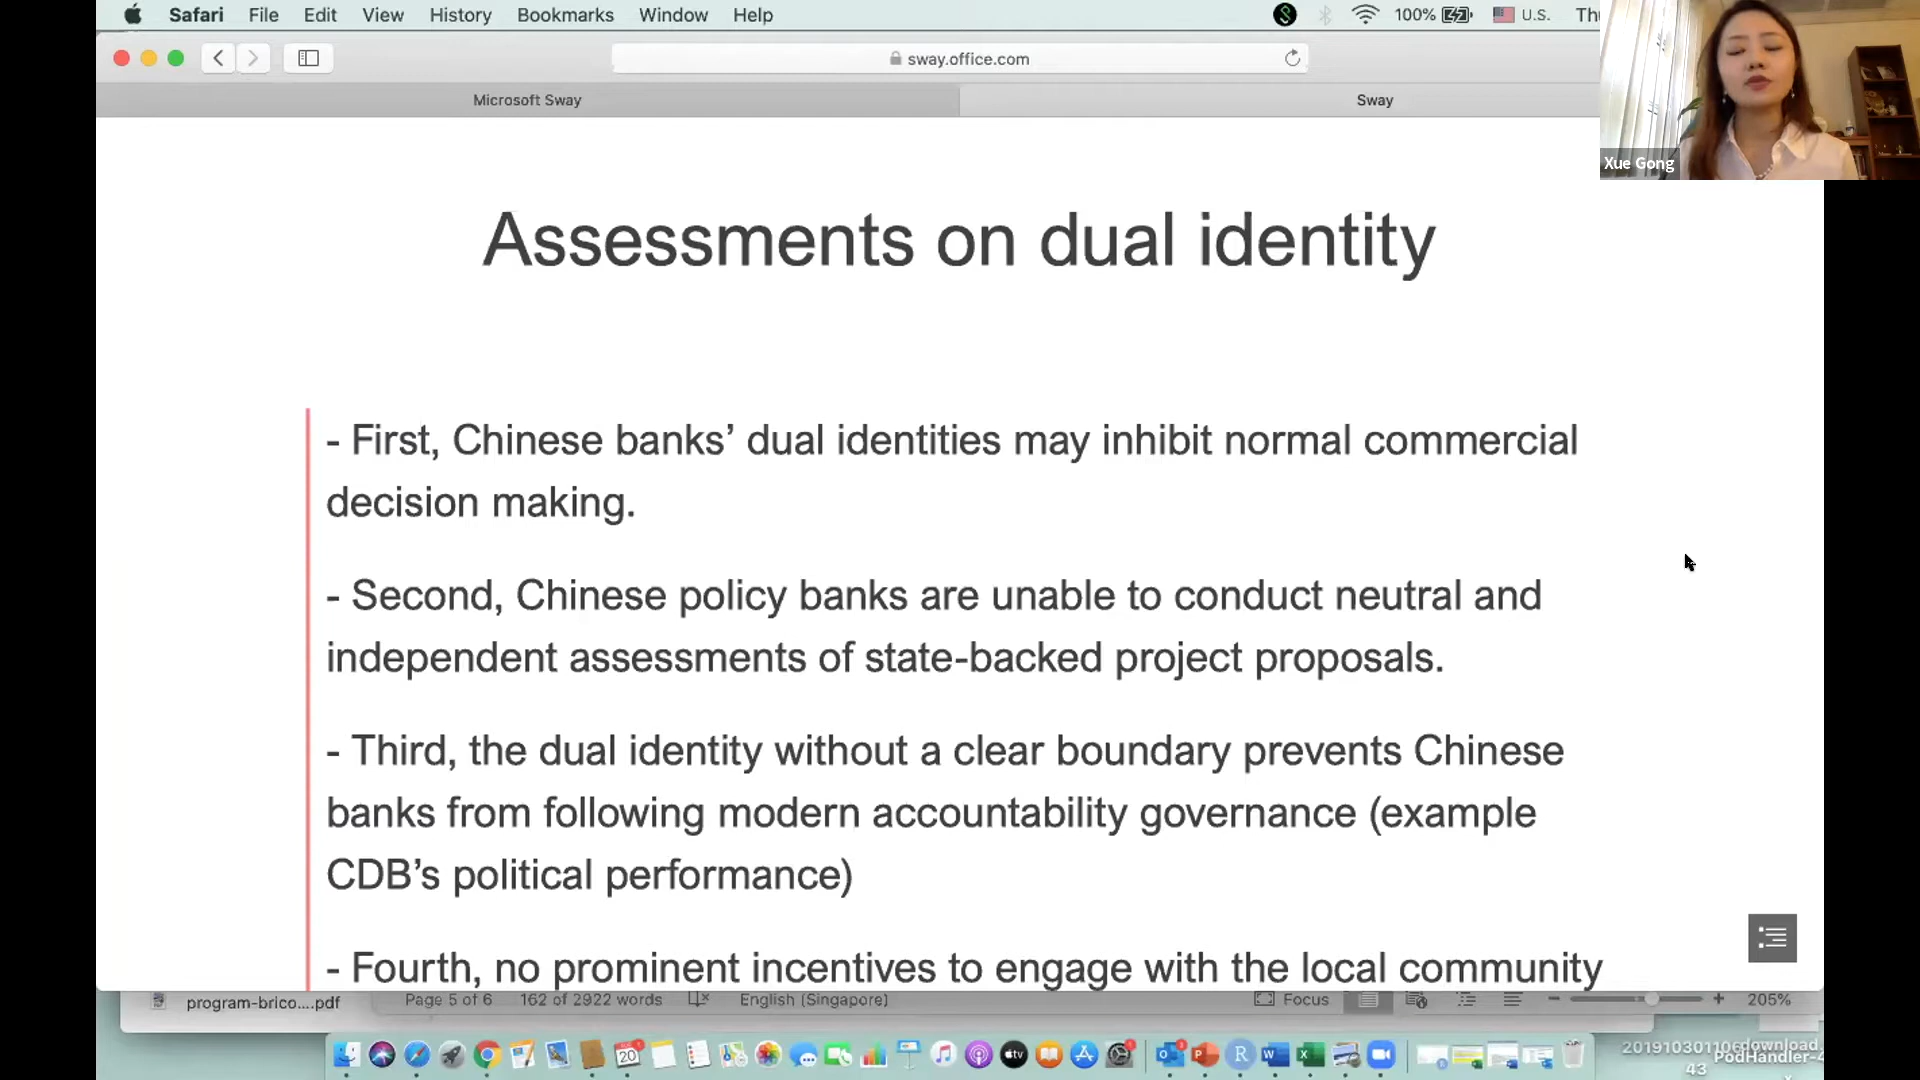 Safari File Edit View History Bookmarks Window Help 100% U.S. Thu
sway.office.com
Microsoft Sway Sway
Xue Gong
Assessments on dual identity
- First, Chinese banks’ dual identities may inhibit normal commercial
decision making.
- Second, Chinese policy banks are unable to conduct neutral and
independent assessments of state-backed project proposals.
- Third, the dual identity without a clear boundary prevents Chinese
banks from following modern accountability governance (example
CDB’s political performance)
- Fourth, no prominent incentives to engage with the local community
program-brico....pdf Page 5 of 6 162 of 2922 words English (Singapore) Focus 205%
20
tv